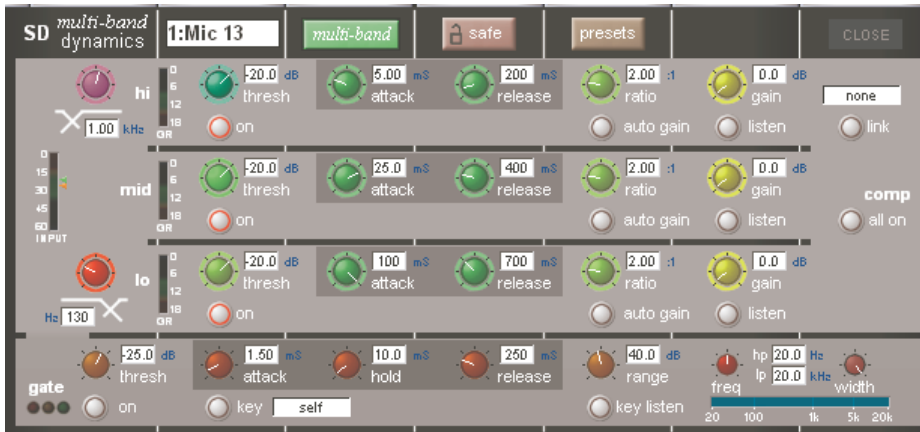 SD multi-band dynamics 1:Mic 13 multi-band safe presets CLOSE
hi 0 6 12 18 GR -20.0 dB thresh 5.00 mS attack 200 mS release 2.00 :1 ratio 0.0 dB gain none
1.00 kHz on auto gain listen link
0 15 30 45 60 INPUT
mid 0 6 12 18 GR -20.0 dB thresh 25.0 mS attack 400 mS release 2.00 :1 ratio 0.0 dB gain comp
on auto gain listen all on
lo 0 6 12 18 GR -20.0 dB thresh 100 mS attack 700 mS release 2.00 :1 ratio 0.0 dB gain
Hz 130 on auto gain listen
gate -25.0 dB thresh 1.50 mS attack 10.0 mS hold 250 mS release 40.0 dB range freq hp 20.0 Hz lp 20.0 kHz width
on key self key listen 20 100 1k 5k 20k